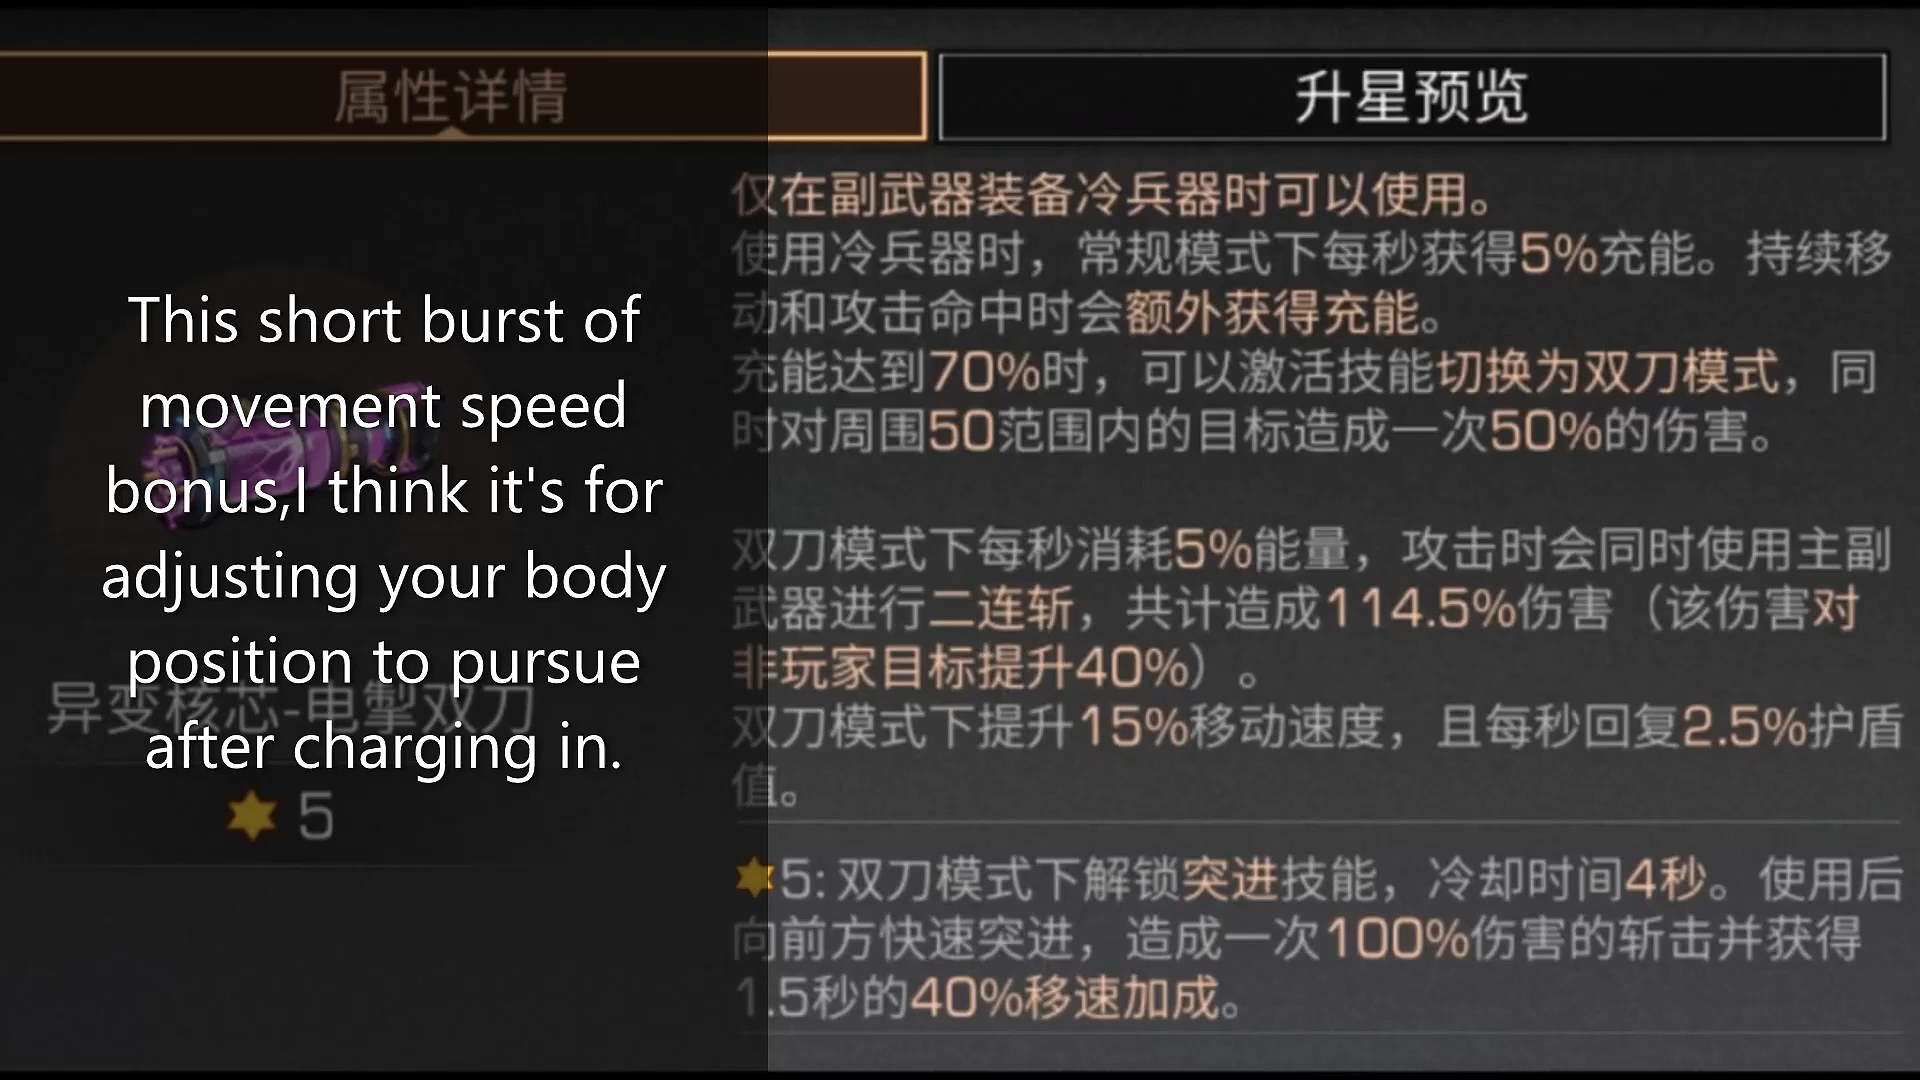 属性详情
升星预览
This short burst of
movement speed
bonus,I think it's for
adjusting your body
position to pursue
after charging in.
异变核芯-电掣双刀
5
仅在副武器装备冷兵器时可以使用。
使用冷兵器时，常规模式下每秒获得5%充能。持续移
动和攻击命中时会额外获得充能。
充能达到70%时，可以激活技能切换为双刀模式，同
时对周围50范围内的目标造成一次50%的伤害。
双刀模式下每秒消耗5%能量，攻击时会同时使用主副
武器进行二连斩，共计造成114.5%伤害（该伤害对
非玩家目标提升40%）。
双刀模式下提升15%移动速度，且每秒回复2.5%护盾
值。
5: 双刀模式下解锁突进技能，冷却时间4秒。使用后
向前方快速突进，造成一次100%伤害的斩击并获得
1.5秒的40%移速加成。